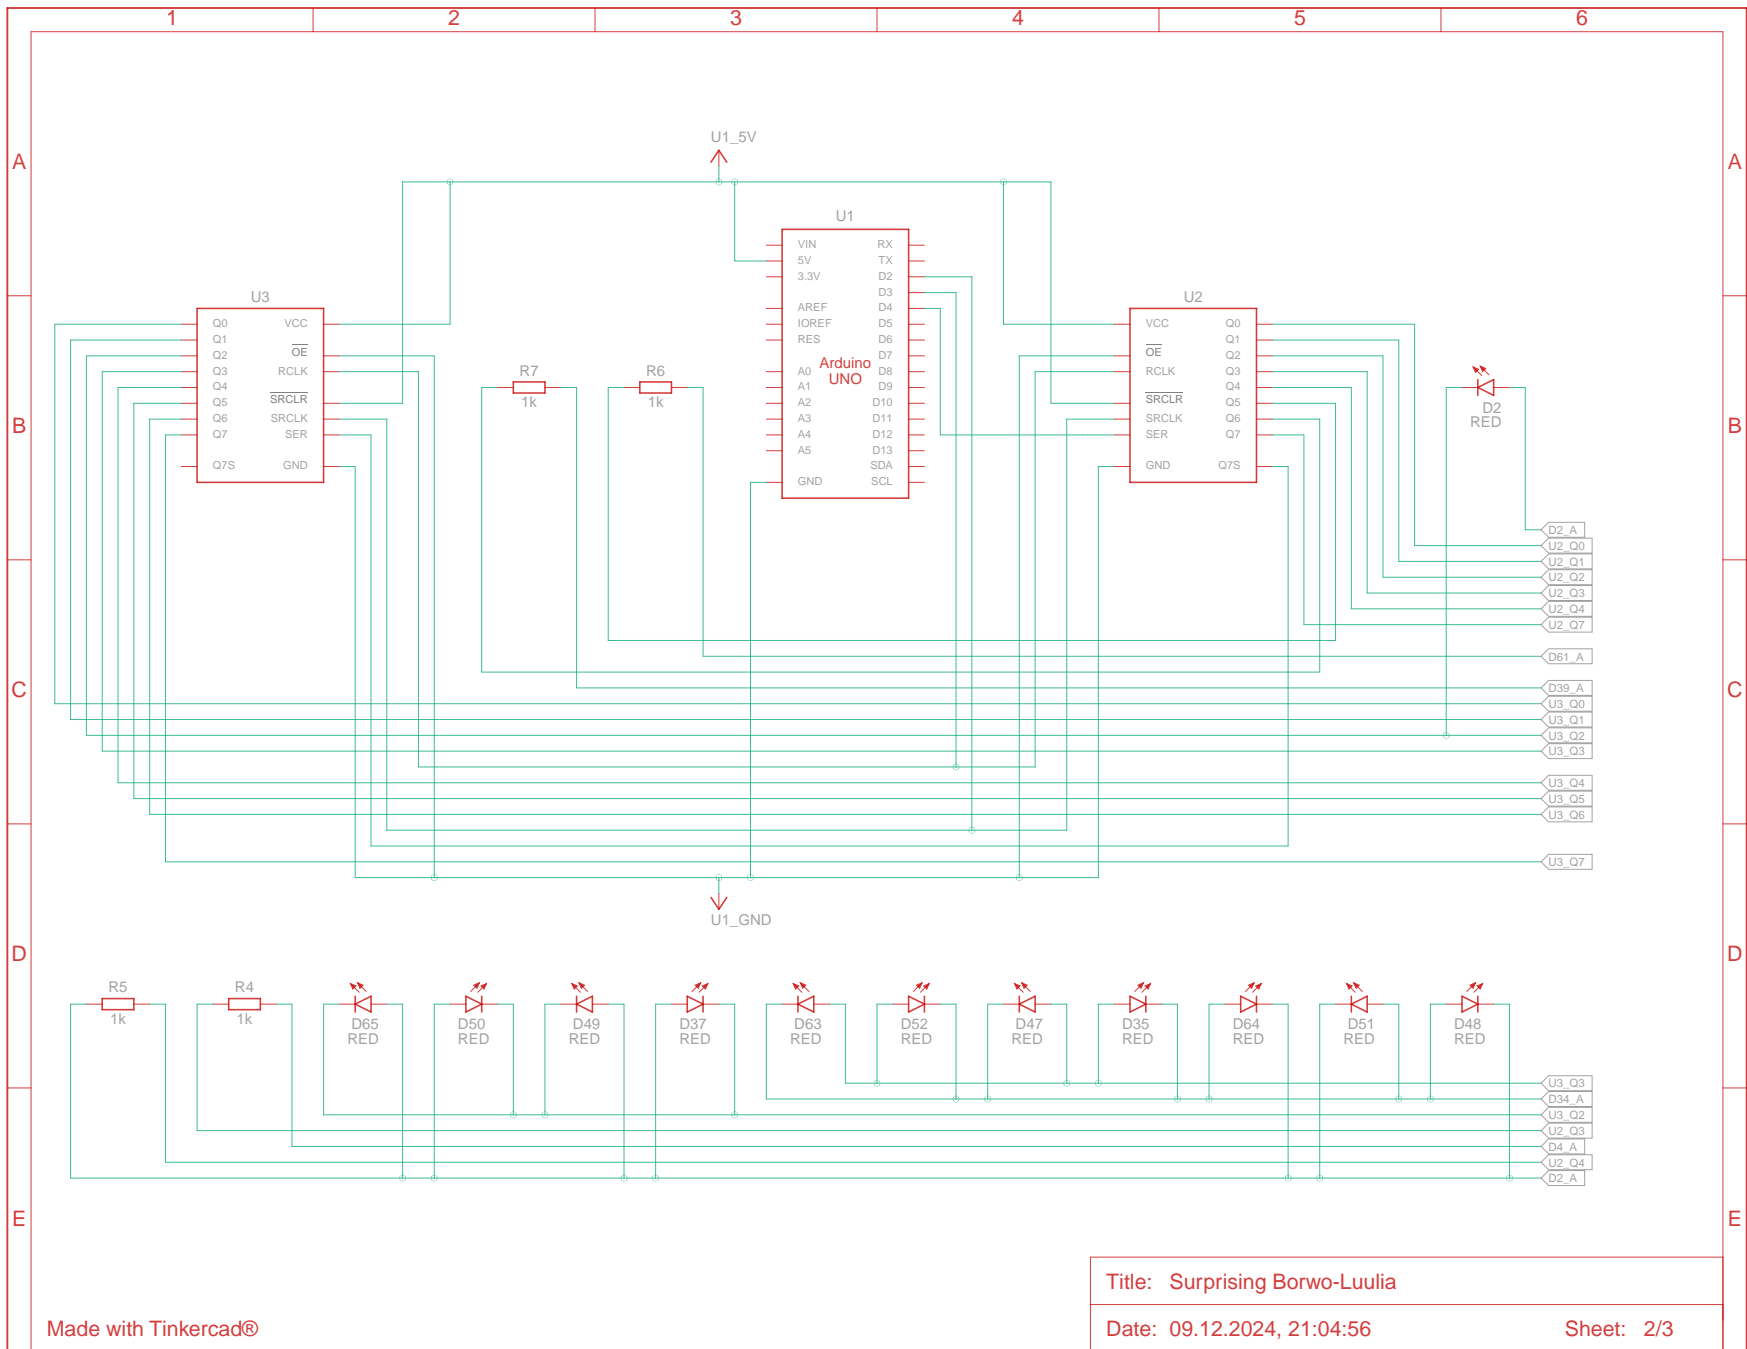 1 2 3 4 5 6
A A
B B
C C
D D
E E
U1_5V
U1
VIN RX
5V TX
3.3V D2
D3
AREF D4
IOREF D5
RES D6
D7
A0 D8
A1 D9
A2 D10
A3 D11
A4 D12
A5 D13
SDA
GND SCL
Arduino
UNO
U3
Q0 VCC
Q1
Q2 OE
Q3 RCLK
Q4
Q5 SRCLR
Q6 SRCLK
Q7 SER
Q7S GND
R7
1k
R6
1k
U2
VCC Q0
Q1
OE Q2
RCLK Q3
Q4
SRCLR Q5
SRCLK Q6
SER Q7
GND Q7S
D2
RED
D2_A
U2_Q0
U2_Q1
U2_Q2
U2_Q3
U2_Q4
U2_Q7
D61_A
D39_A
U3_Q0
U3_Q1
U3_Q2
U3_Q3
U3_Q4
U3_Q5
U3_Q6
U3_Q7
U1_GND
R5
1k
R4
1k
D65
RED
D50
RED
D49
RED
D37
RED
D63
RED
D52
RED
D47
RED
D35
RED
D64
RED
D51
RED
D48
RED
U3_Q3
D34_A
U3_Q2
U2_Q3
D4_A
U2_Q4
D2_A
Title: Surprising Borwo-Luulia
Made with Tinkercad®
Date: 09.12.2024, 21:04:56 Sheet: 2/3